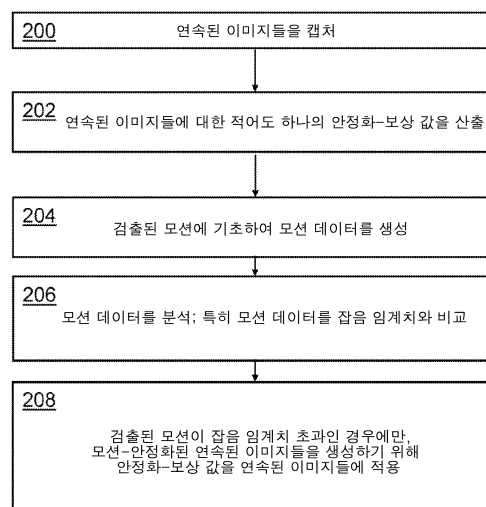 200
연속된 이미지들을 캡처
202
연속된 이미지들에 대한 적어도 하나의 안정화-보상 값을 산출
204
검출된 모션에 기초하여 모션 데이터를 생성
206
모션 데이터를 분석; 특히 모션 데이터를 잡음 임계치와 비교
208
검출된 모션이 잡음 임계치 초과인 경우에만,
모션-안정화된 연속된 이미지들을 생성하기 위해
안정화-보상 값을 연속된 이미지들에 적용